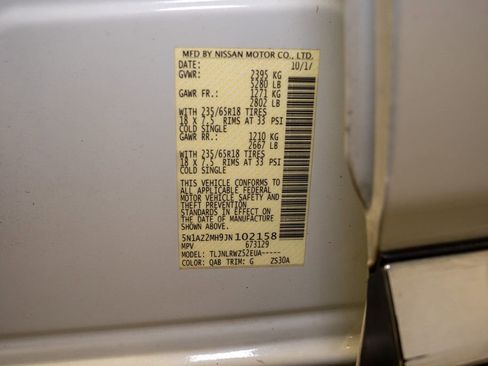 MFD BY NISSAN MOTOR CO., LTD.
DATE: 10/17
GVWR: 2395 KG
5280 LB
GAWR FR.: 1271 KG
2802 LB
WITH 235/65R18 TIRES
18 X 7.5 RIMS AT 33 PSI
COLD SINGLE
GAWR RR.: 1210 KG
2667 LB
WITH 235/65R18 TIRES
18 X 7.5 RIMS AT 33 PSI
COLD SINGLE
THIS VEHICLE CONFORMS TO
ALL APPLICABLE FEDERAL
MOTOR VEHICLE SAFETY
AND THEFT PREVENTION
STANDARDS IN EFFECT ON
THE DATE OF MANUFACTURE
SHOWN ABOVE.
5N1AZ2MH9JN102158
MPV 673129
MODEL: TLJNLRWZ52EUA-----
COLOR: QAB TRIM: G ZS30A